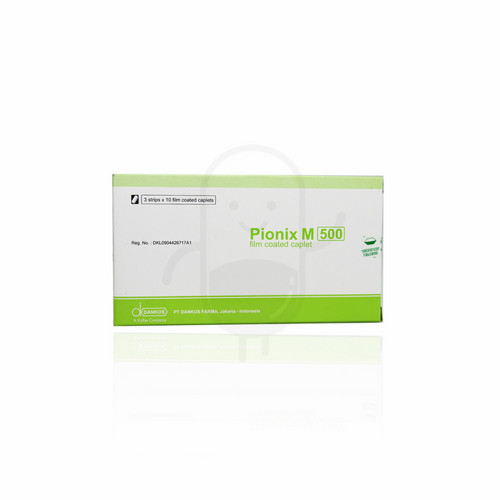 3 strips x 10 film coated caplets
Pionix M 500
film coated caplet
Reg. No. : DKL0904426717A1
DANKOS
A Kalbe Company
PT DANKOS FARMA, Jakarta - Indonesia